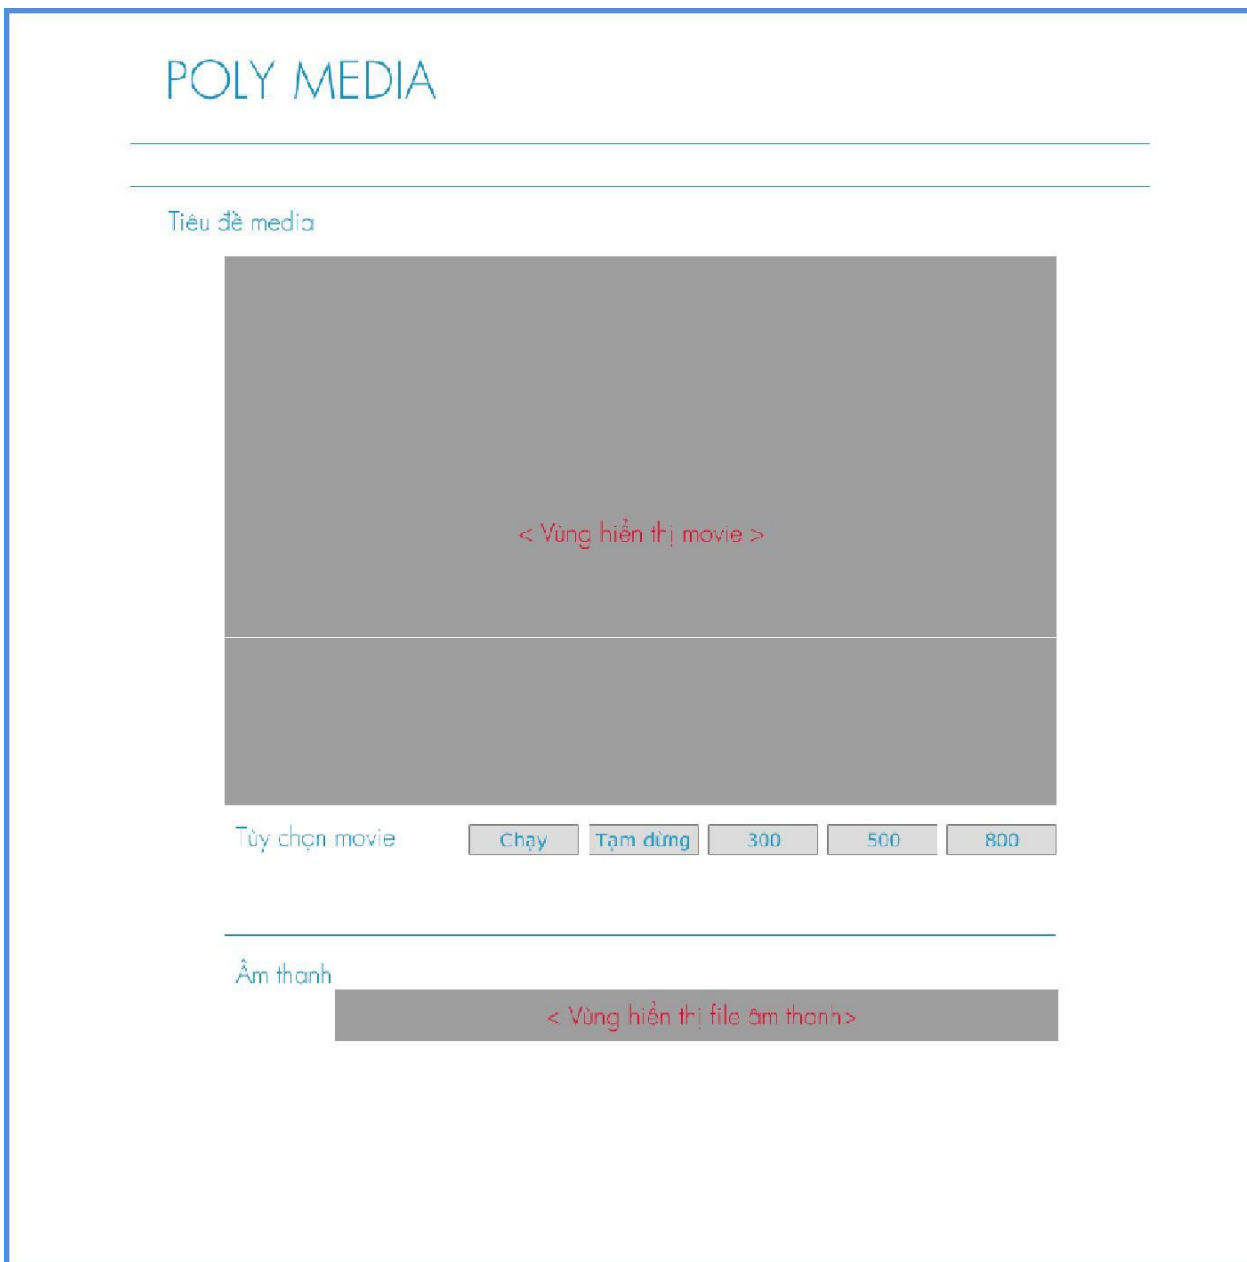 POLY MEDIA
Tiêu đề media
< Vùng hiển thị movie >
Tùy chọn movie Chạy Tạm dừng 300 500 800
Âm thanh
< Vùng hiển thị file âm thanh>